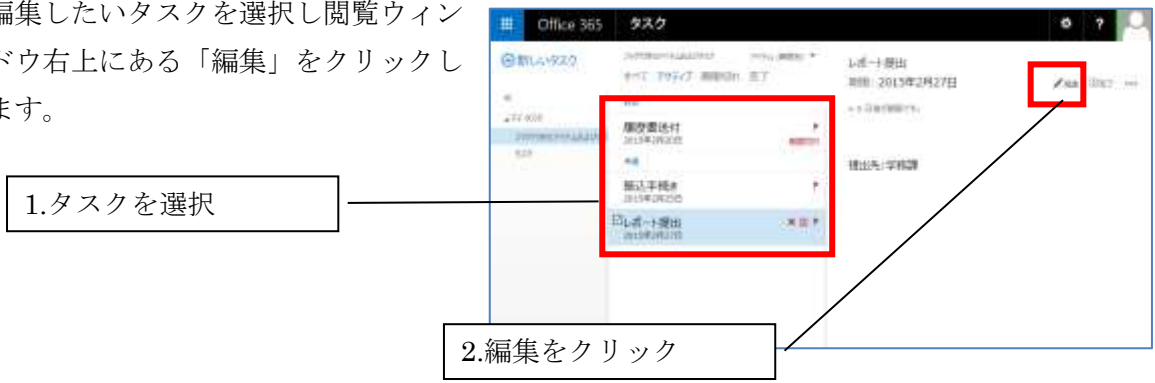 編集したいタスクを選択し閲覧ウィン
ドウ右上にある「編集」をクリックし
ます。
1.タスクを選択
2.編集をクリック
Office 365 タスク
?
新しいタスク
すべて アクティブ 期限切れ 完了
履歴書送付
2015年2月20日
振込手続き
2015年2月25日
レポート提出
2015年2月27日
レポート提出
期限: 2015年2月27日
編集
提出先:学務課